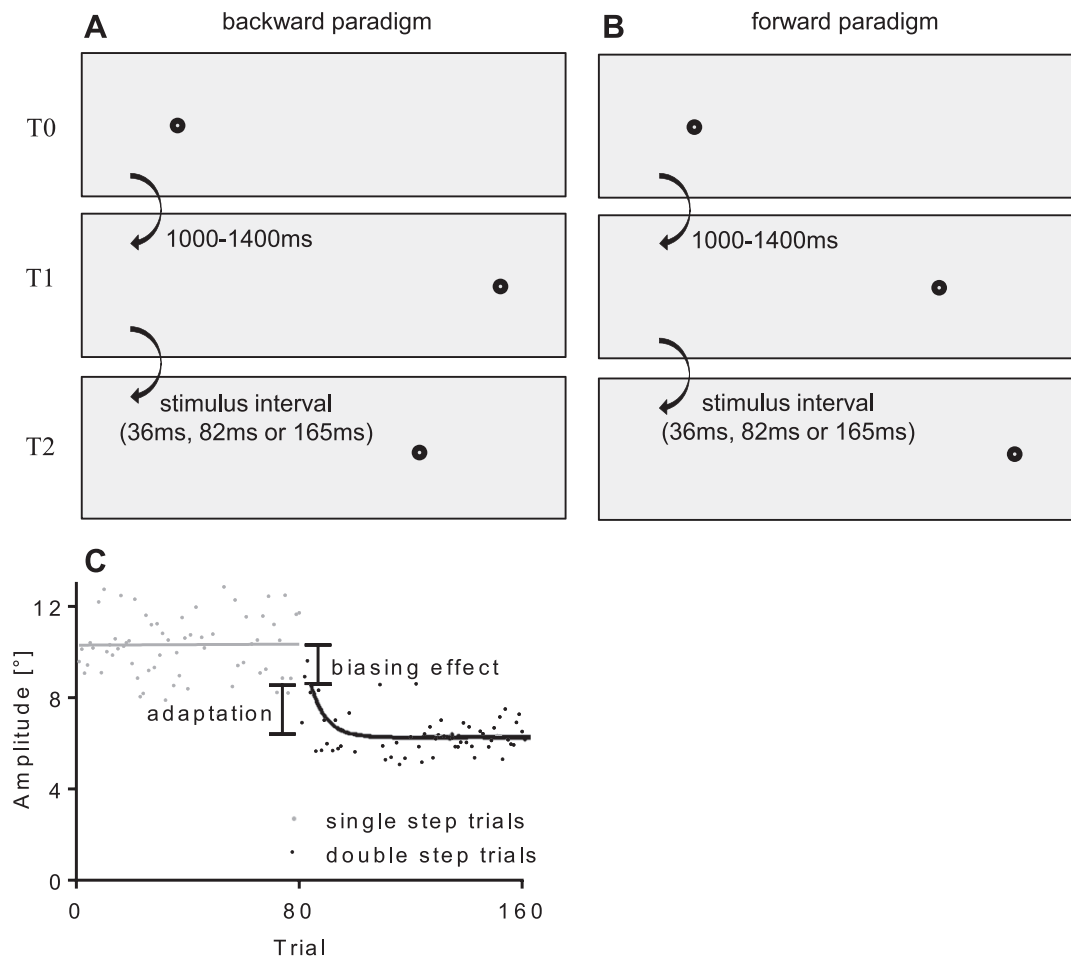 A
backward paradigm
B
forward paradigm
T0
1000-1400ms
1000-1400ms
T1
stimulus interval
(36ms, 82ms or 165ms)
stimulus interval
(36ms, 82ms or 165ms)
T2
C
12
8
4
0
Amplitude [°]
biasing effect
adaptation
single step trials
double step trials
0
80
160
Trial